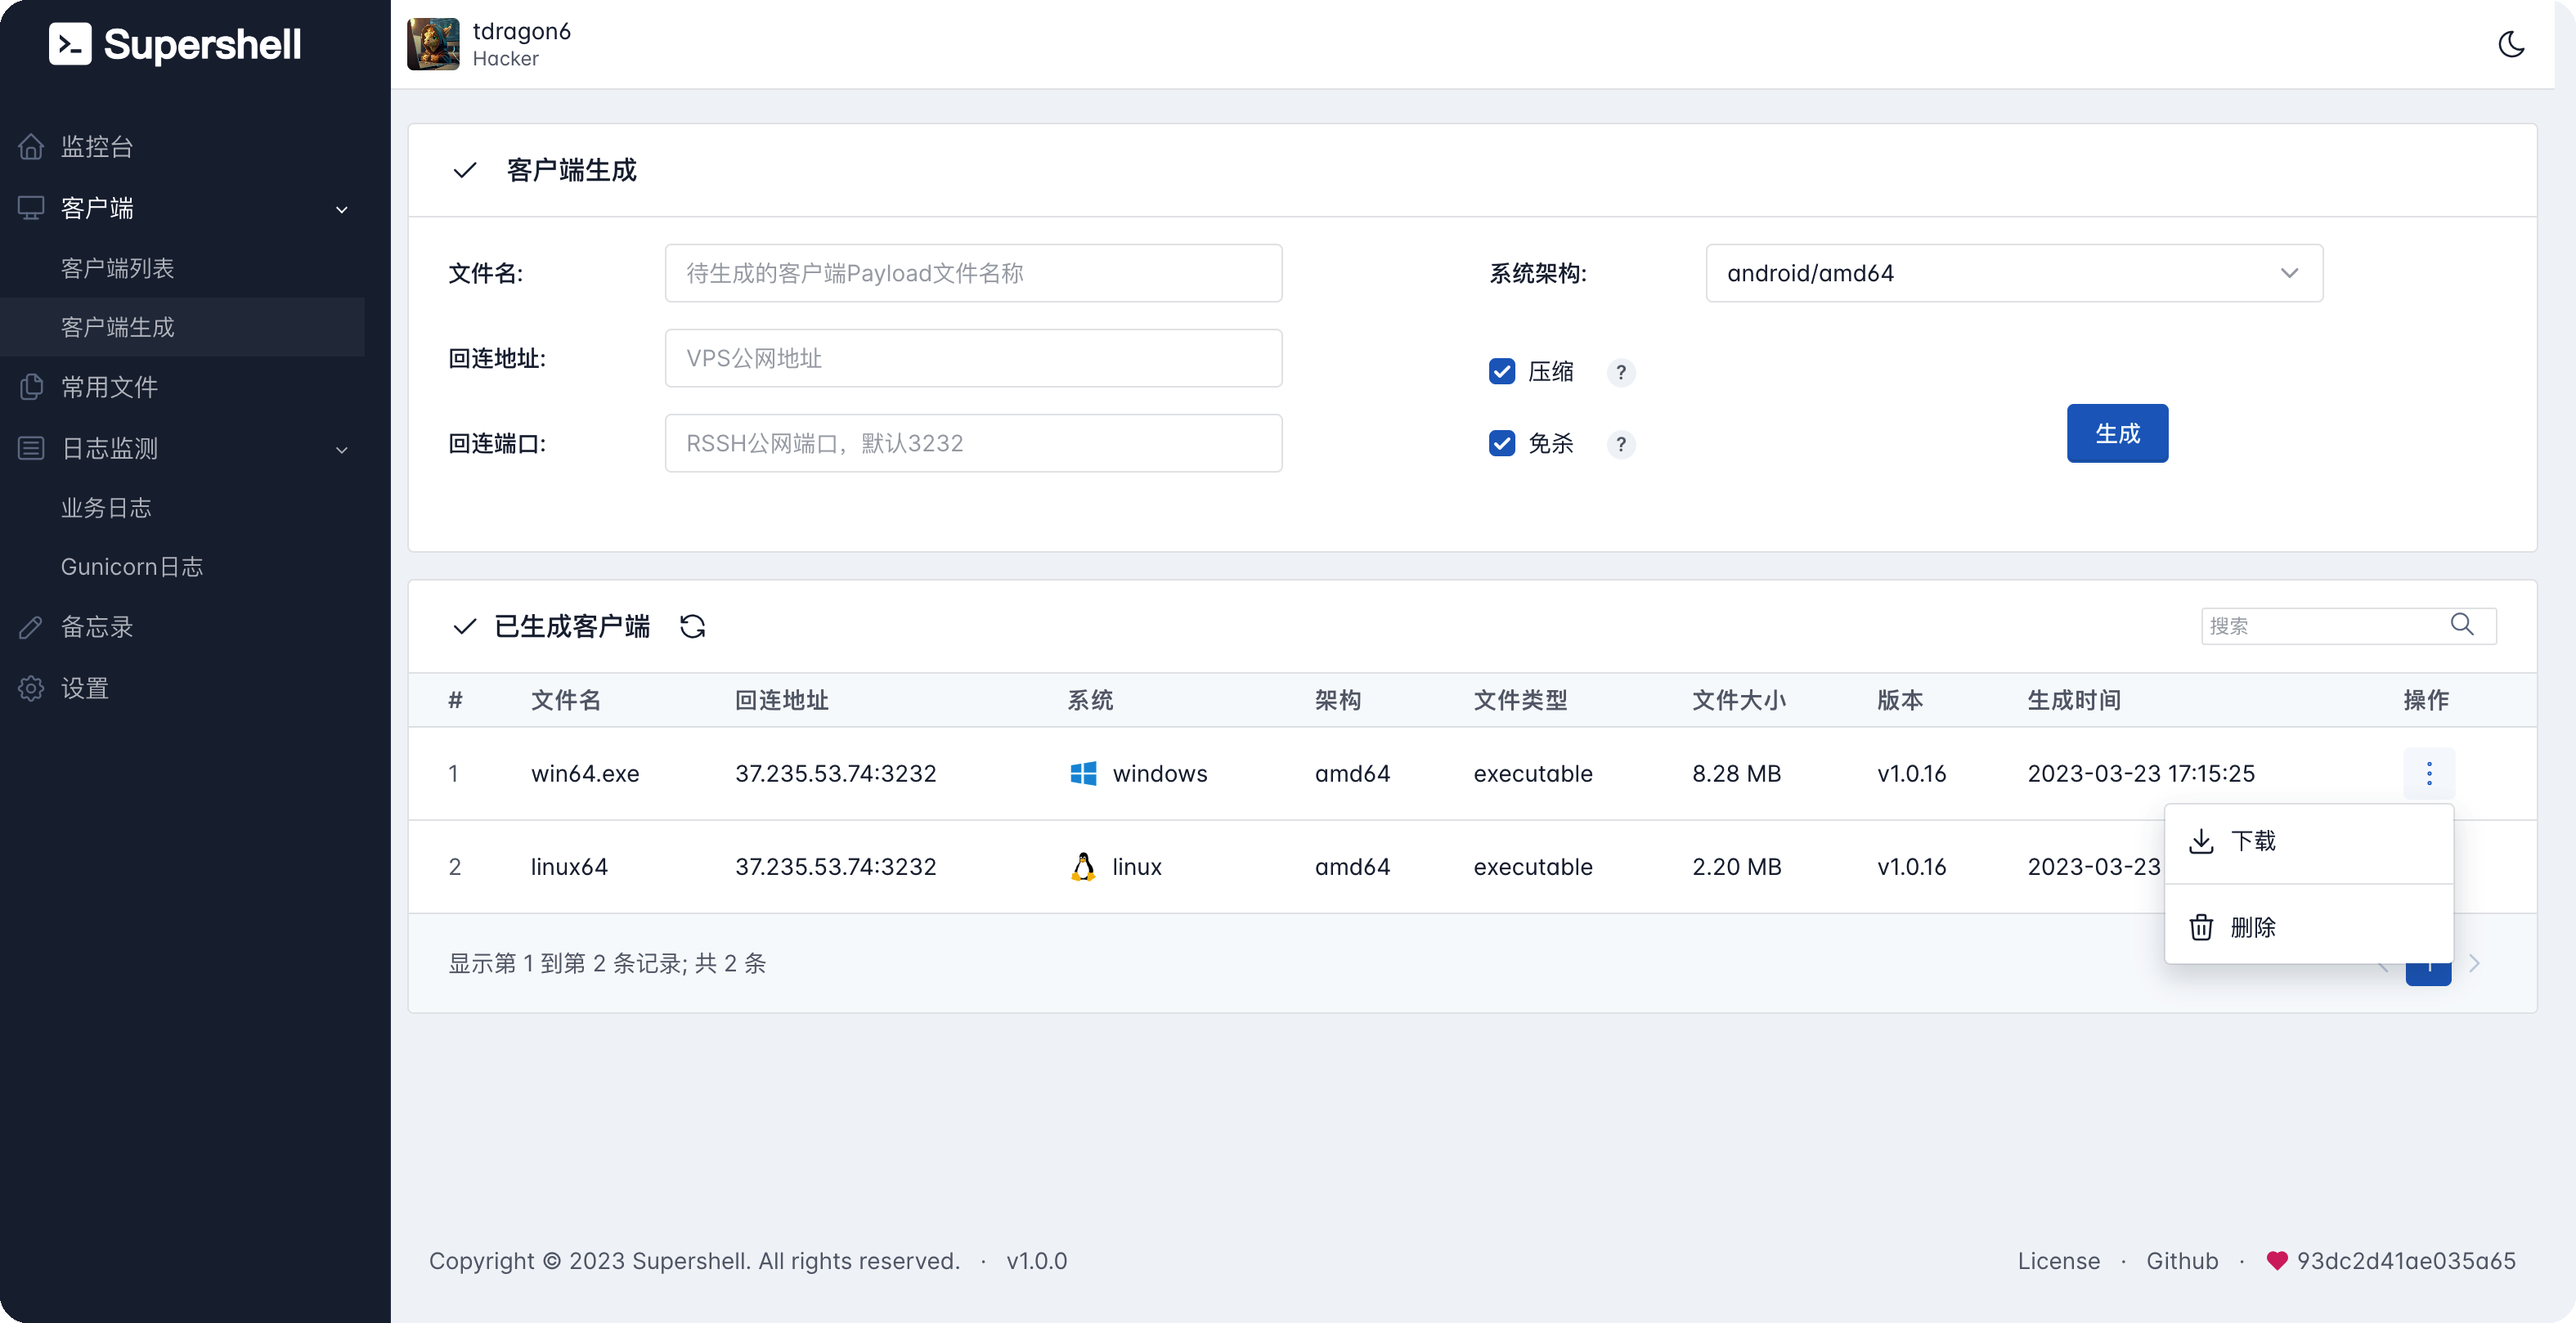 Supershell
tdragon6
Hacker
监控台
客户端
客户端列表
客户端生成
常用文件
日志监测
业务日志
Gunicorn日志
备忘录
设置
客户端生成
文件名: 待生成的客户端Payload文件名称 系统架构: android/amd64
回连地址: VPS公网地址 压缩 ?
回连端口: RSSH公网端口，默认3232 免杀 ?
生成
已生成客户端 搜索
# 文件名 回连地址 系统 架构 文件类型 文件大小 版本 生成时间 操作
1 win64.exe 37.235.53.74:3232 windows amd64 executable 8.28 MB v1.0.16 2023-03-23 17:15:25
2 linux64 37.235.53.74:3232 linux amd64 executable 2.20 MB v1.0.16 2023-03-23
下载
删除
显示第 1 到第 2 条记录; 共 2 条 1
Copyright © 2023 Supershell. All rights reserved. · v1.0.0
License · Github · 93dc2d41ae035a65